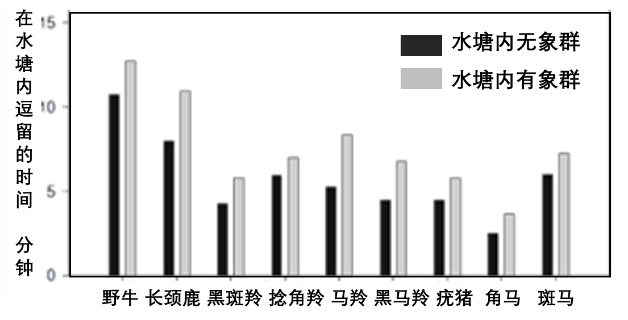 在水塘内逗留的时间 分钟
15
10
5
0
水塘内无象群
水塘内有象群
野牛 长颈鹿 黑斑羚 捻角羚 马羚 黑马羚 疣猪 角马 斑马